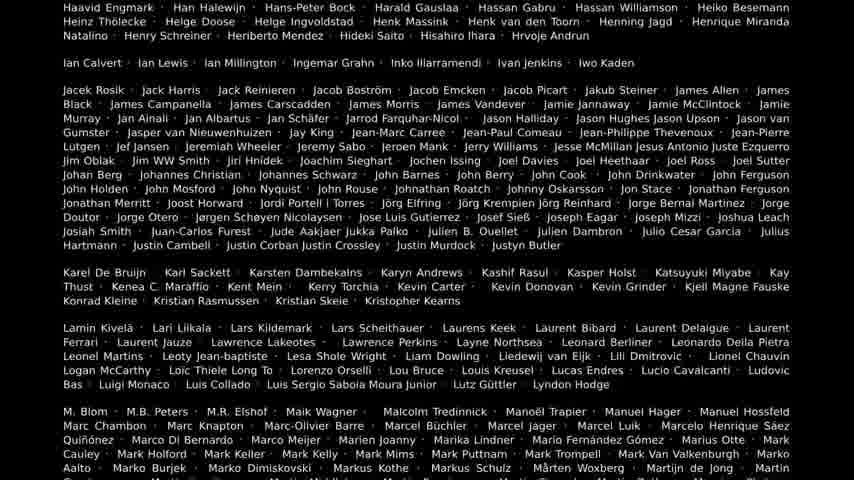 Haavid Engmark · Han Halewijn · Hans-Peter Bock · Harald Gauslaa · Hassan Gabru · Hassan Williamson · Heiko Besemann
Heinz Thölecke · Helge Doose · Helge Ingvoldstad · Henk Massink · Henk van den Toorn · Henning Jagd · Henrique Miranda
Natalino · Henry Schreiner · Heriberto Mendez · Hideki Saito · Hisahiro Ihara · Hrvoje Andrun
Ian Calvert · Ian Lewis · Ian Millington · Ingemar Grahn · Inko Illarramendi · Ivan Jenkins · Iwo Kaden
Jacek Rosik · Jack Harris · Jack Reinieren · Jacob Boström · Jacob Emcken · Jacob Picart · Jakub Steiner · James Allen · James
Black · James Campanella · James Carscadden · James Morris · James Vandever · Jamie Jannaway · Jamie McClintock · Jamie
Murray · Jan Ainali · Jan Albartus · Jan Schäfer · Jarrod Farquhar-Nicol · Jason Halliday · Jason Hughes Jason Upson · Jason van
Gumster · Jasper van Nieuwenhuizen · Jay King · Jean-Marc Carree · Jean-Paul Comeau · Jean-Philippe Thevenoux · Jean-Pierre
Lutgen · Jef Jansen · Jeremiah Wheeler · Jeremy Sabo · Jeroen Mank · Jerry Williams · Jesse McMillan Jesus Antonio Juste Ezquerro
Jim Oblak · Jim WW Smith · Jiří Hnídek · Joachim Sieghart · Jochen Issing · Joel Davies · Joel Heethaar · Joel Ross · Joel Sutter
Johan Berg · Johannes Christian · Johannes Schwarz · John Barnes · John Berry · John Cook · John Drinkwater · John Ferguson
John Holden · John Mosford · John Nyquist · John Rouse · Johnathan Roatch · Johnny Oskarsson · Jon Stace · Jonathan Ferguson
Jonathan Merritt · Joost Horward · Jordi Portell i Torres · Jörg Elfring · Jörg Krempien Jörg Reinhard · Jorge Bernal Martinez · Jorge
Doutor · Jorge Otero · Jørgen Schøyen Nicolaysen · Jose Luis Gutierrez · Josef Sieß · Joseph Eagar · Joseph Mizzi · Joshua Leach
Josiah Smith · Juan-Carlos Furest · Jude Aakjaer Jukka Palko · Julien B. Ouellet · Julien Dambron · Julio Cesar Garcia · Julius
Hartmann · Justin Cambell · Justin Corban Justin Crossley · Justin Murdock · Justyn Butler
Karel De Bruijn · Karl Sackett · Karsten Dambekalns · Karyn Andrews · Kashif Rasul · Kasper Holst · Katsuyuki Miyabe · Kay
Thust · Kenea C. Maraffio · Kent Mein · Kerry Torchia · Kevin Carter · Kevin Donovan · Kevin Grinder · Kjell Magne Fauske
Konrad Kleine · Kristian Rasmussen · Kristian Skeie · Kristopher Kearns
Lamin Kivelä · Lari Liikala · Lars Kildemark · Lars Scheithauer · Laurens Keek · Laurent Bibard · Laurent Delaigue · Laurent
Ferrari · Laurent Jauze · Lawrence Lakeotes · Lawrence Perkins · Layne Northsea · Leonard Berliner · Leonardo Della Pietra
Leonel Martins · Leoty Jean-baptiste · Lesa Shole Wright · Liam Dowling · Liedewij van Eijk · Lili Dmitrovic · Lionel Chauvin
Logan McCarthy · Loïc Thiele Long To · Lorenzo Orselli · Lou Bruce · Louis Kreusel · Lucas Endres · Lucio Cavalcanti · Ludovic
Bas · Luigi Monaco · Luis Collado · Luis Sergio Saboia Moura Junior · Lutz Güttler · Lyndon Hodge
M. Blom · M.B. Peters · M.R. Elshof · Maik Wagner · Malcolm Tredinnick · Manoël Trapier · Manuel Hager · Manuel Hossfeld
Marc Chambon · Marc Knapton · Marc-Olivier Barre · Marcel Büchler · Marcel Jäger · Marcel Luik · Marcelo Henrique Sáez
Quiñónez · Marco Di Bernardo · Marco Meijer · Marien Joanny · Marika Lindner · Mario Fernández Gómez · Marius Otte · Mark
Cauley · Mark Holford · Mark Keller · Mark Kelly · Mark Mims · Mark Puttnam · Mark Trompell · Mark Van Valkenburgh · Marko
Aalto · Marko Burjek · Marko Dimiskovski · Markus Kothe · Markus Schulz · Mårten Woxberg · Martijn de Jong · Martin